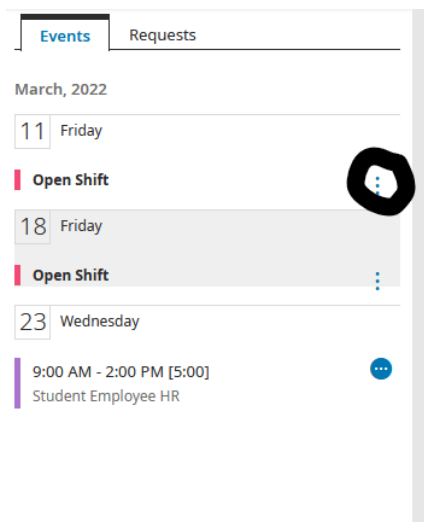 Events Requests
March, 2022
11 Friday
Open Shift
18 Friday
Open Shift
23 Wednesday
9:00 AM - 2:00 PM [5:00]
Student Employee HR